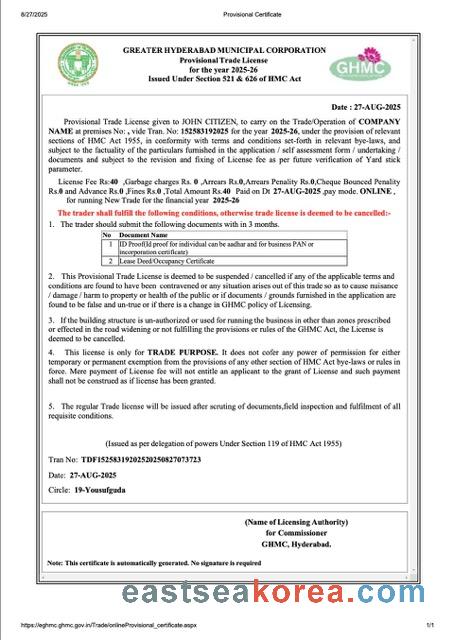 8/27/2025 Provisional Certificate
GREATER HYDERABAD MUNICIPAL CORPORATION
Provisional Trade License
for the year 2025-26
Issued Under Section 521 & 626 of HMC Act
GHMC
Date : 27-AUG-2025
Provisional Trade License given to JOHN CITIZEN, to carry on the Trade/Operation of COMPANY
NAME at premises No: , vide Tran. No: 152583192025 for the year 2025-26, under the provision of relevant
sections of HMC Act 1955, in conformity with terms and conditions set-forth in relevant bye-laws, and
subject to the factuality of the particulars furnished in the application / self assessment form / undertaking /
documents and subject to the revision and fixing of License fee as per future verification of Yard stick
parameter.
License Fee Rs:40 ,Garbage charges Rs. 0 ,Arrears Rs.0,Arrears Penality Rs.0,Cheque Bounced Penality
Rs.0 and Advance Rs.0 ,Fines Rs.0 ,Total Amount Rs.40 Paid on Dt 27-AUG-2025 ,pay mode. ONLINE ,
for running New Trade for the financial year 2025-26
The trader shall fulfill the following conditions, otherwise trade license is deemed to be cancelled:-
1. The trader should submit the following documents with in 3 months.
No Document Name
1 ID Proof(Id proof for individual can be aadhar and for business PAN or
incorporation certificate)
2 Lease Deed/Occupancy Certificate
2. This Provisional Trade License is deemed to be suspended / cancelled if any of the applicable terms and
conditions are found to have been contravened or any situation arises out of this trade so as to cause nuisance
/ damage / harm to property or health of the public or if documents / grounds furnished in the application are
found to be false and un-true or if there is a change in GHMC policy of Licensing.
3. If the building structure is un-authorized or used for running the business in other than zones prescribed
or effected in the road widening or not fulfilling the provisions or rules of the GHMC Act, the License is
deemed to be cancelled.
4. This license is only for TRADE PURPOSE. It does not cofer any power of permission for either
temporary or permanent exemption from the provisions of any other section of HMC Act bye-laws or rules in
force. Mere payment of License fee will not entitle an applicant to the grant of License and such payment
shall not be construed as if license has been granted.
5. The regular Trade license will be issued after scruting of documents,field inspection and fulfilment of all
requisite conditions.
(Issued as per delegation of powers Under Section 119 of HMC Act 1955)
Tran No: TDF15258319202520250827073723
Date: 27-AUG-2025
Circle: 19-Yousufguda
(Name of Licensing Authority)
for Commissioner
GHMC, Hyderabad.
Note: This certificate is automatically generated. No signature is required
eastseakorea.com
https://eghmc.ghmc.gov.in/Trade/onlineProvisional_certificate.aspx 1/1